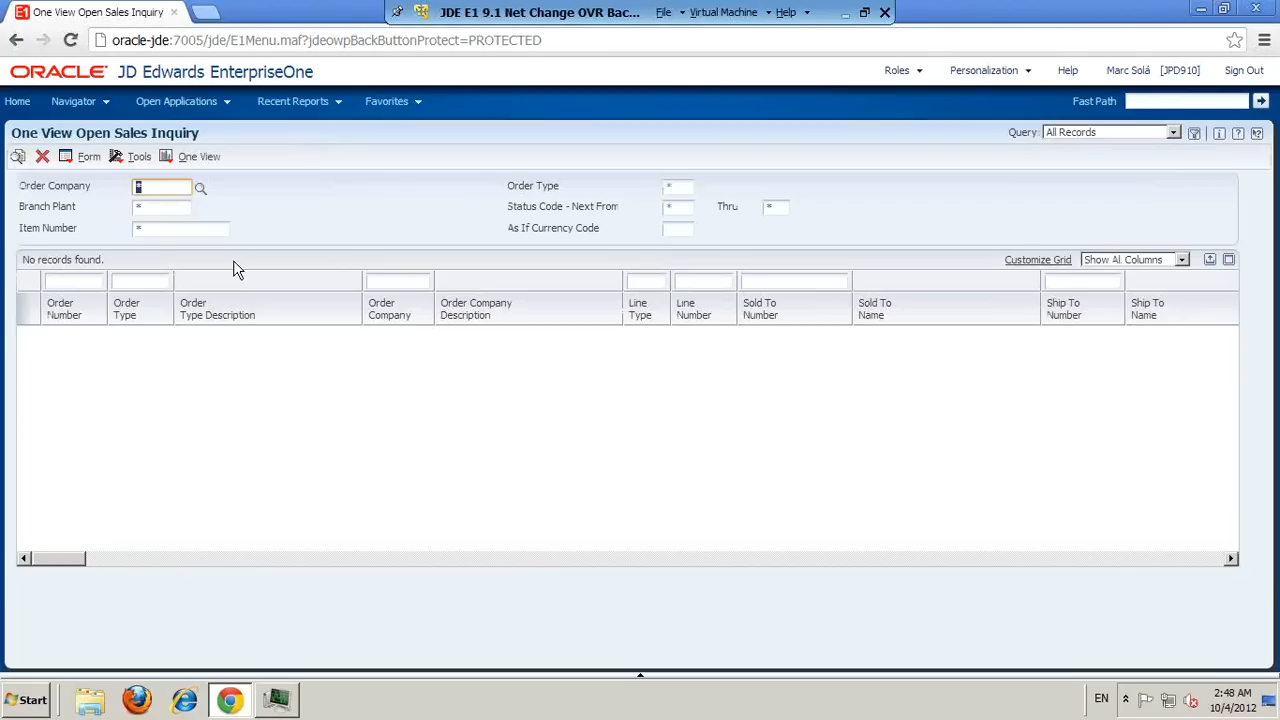 One View Open Sales Inquiry
JDE E1 9.1 Net Change OVR Bac... File Virtual Machine Help
oracle-jde:7005/jde/E1Menu.maf?jdeowpBackButtonProtect=PROTECTED
ORACLE JD Edwards EnterpriseOne Roles Personalization Help Marc Solá [JPD910] Sign Out
Home Navigator Open Applications Recent Reports Favorites Fast Path
One View Open Sales Inquiry Query: All Records
Form Tools One View
Order Company * Order Type *
Branch Plant * Status Code - Next From * Thru *
Item Number * As If Currency Code
No records found. Customize Grid Show All Columns
Order Order Order Order Order Company Line Line Sold To Sold To Ship To Ship To
Number Type Type Description Company Description Type Number Number Name Number Name
Start EN 2:48 AM
10/4/2012